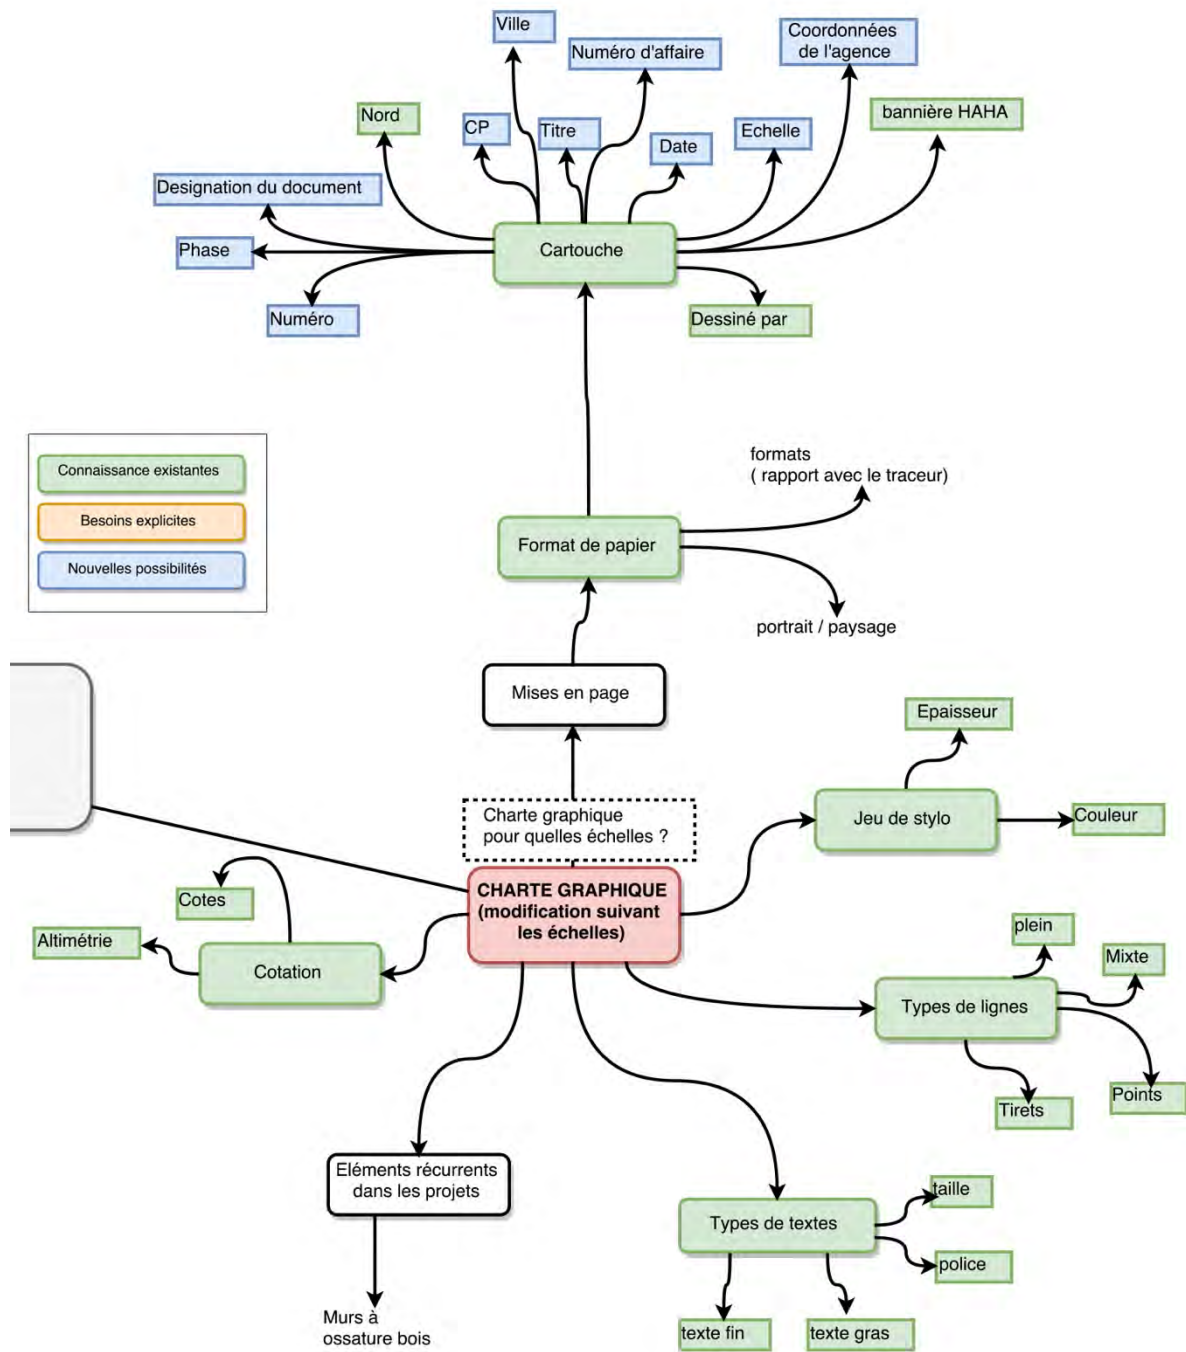 Ville
Numéro d'affaire
Coordonnées
de l'agence
Nord
CP
Titre
Date
Echelle
bannière HAHA
Designation du document
Phase
Cartouche
Numéro
Dessiné par
Connaissance existantes
Besoins explicites
Nouvelles possibilités
formats
( rapport avec le traceur)
Format de papier
portrait / paysage
Mises en page
Epaisseur
Jeu de stylo
Couleur
Charte graphique
pour quelles échelles ?
CHARTE GRAPHIQUE
(modification suivant
les échelles)
Cotes
Altimétrie
Cotation
plein
Mixte
Types de lignes
Tirets
Points
Eléments récurrents
dans les projets
Murs à
ossature bois
Types de textes
taille
police
texte fin
texte gras